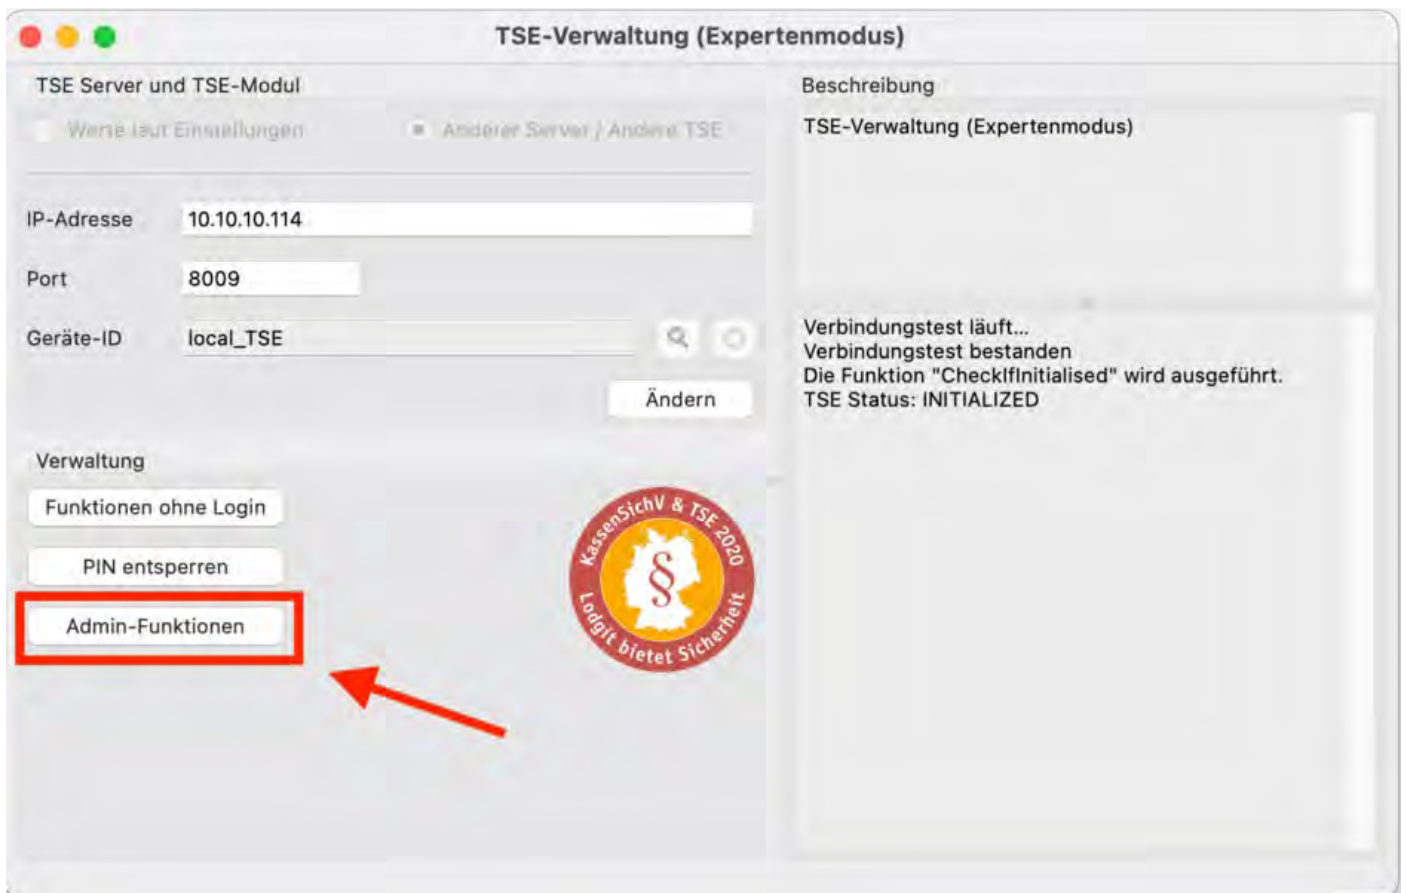 TSE-Verwaltung (Expertenmodus)
TSE Server und TSE-Modul
Werte laut Einstellungen
Anderer Server / Andere TSE
IP-Adresse
10.10.10.114
Port
8009
Geräte-ID
local_TSE
Ändern
Verwaltung
Funktionen ohne Login
PIN entsperren
Admin-Funktionen
KassenSichV & TSE 2020
§
Lodgit bietet Sicherheit
Beschreibung
TSE-Verwaltung (Expertenmodus)
Verbindungstest läuft...
Verbindungstest bestanden
Die Funktion "CheckIfInitialised" wird ausgeführt.
TSE Status: INITIALIZED